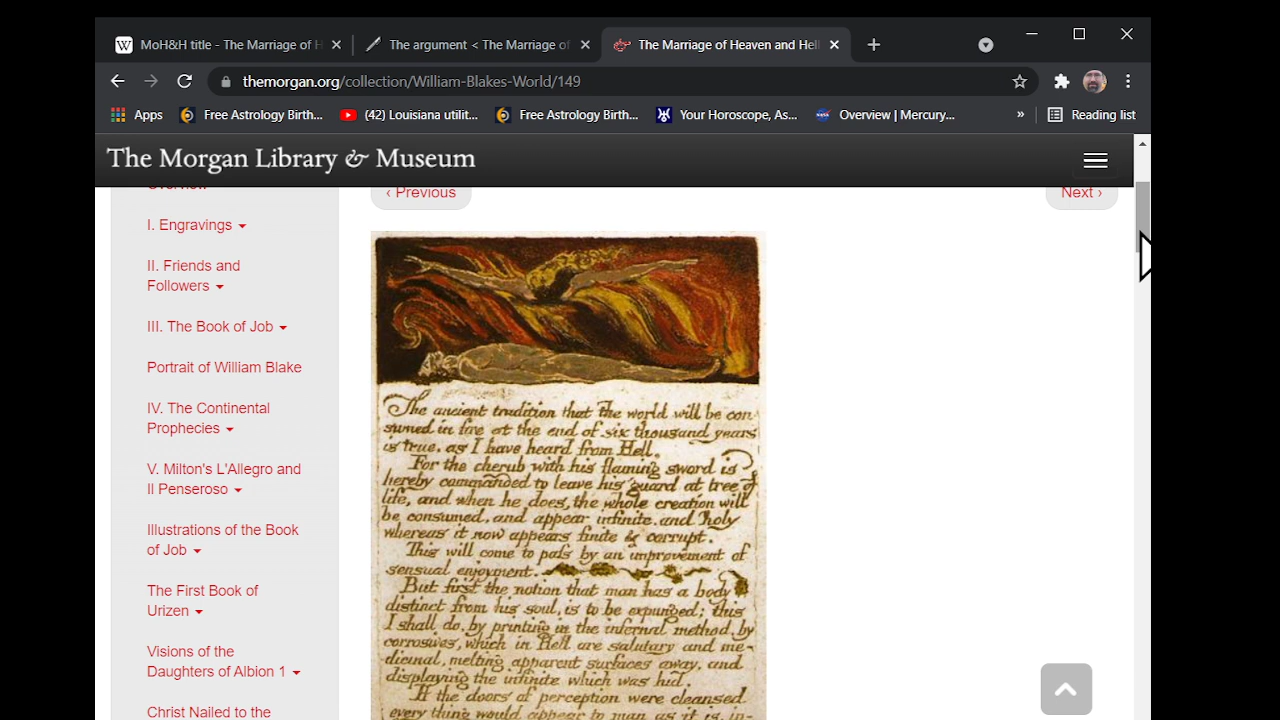 MoH&H title - The Marriage of H
The argument < The Marriage of
The Marriage of Heaven and Hell
themorgan.org/collection/William-Blakes-World/149
Apps
Free Astrology Birth...
(42) Louisiana utilit...
Free Astrology Birth...
Your Horoscope, As...
Overview | Mercury...
»
Reading list
The Morgan Library & Museum
Overview
‹ Previous
Next ›
I. Engravings
II. Friends and
Followers
III. The Book of Job
Portrait of William Blake
IV. The Continental
Prophecies
V. Milton's L'Allegro and
Il Penseroso
Illustrations of the Book
of Job
The First Book of
Urizen
Visions of the
Daughters of Albion 1
Christ Nailed to the
The ancient tradition that the world will be con-
sumed in fire at the end of six thousand years
is true. as I have heard from Hell.
For the cherub with his flaming sword is
hereby commanded to leave his guard at tree of
life, and when he does, the whole creation will
be consumed, and appear infinite. and holy
whereas it now appears finite & corrupt.
This will come to paſs by an improvement of
sensual enjoyment.
But first the notion that man has a body
distinct from his soul, is to be expunged; this
I shall do, by printing in the infernal method, by
corrosives, which in Hell are salutary and me-
dicinal, melting apparent surfaces away, and
displaying the infinite which was hid.
If the doors of perception were cleansed
every thing would appear to man as it is, in-